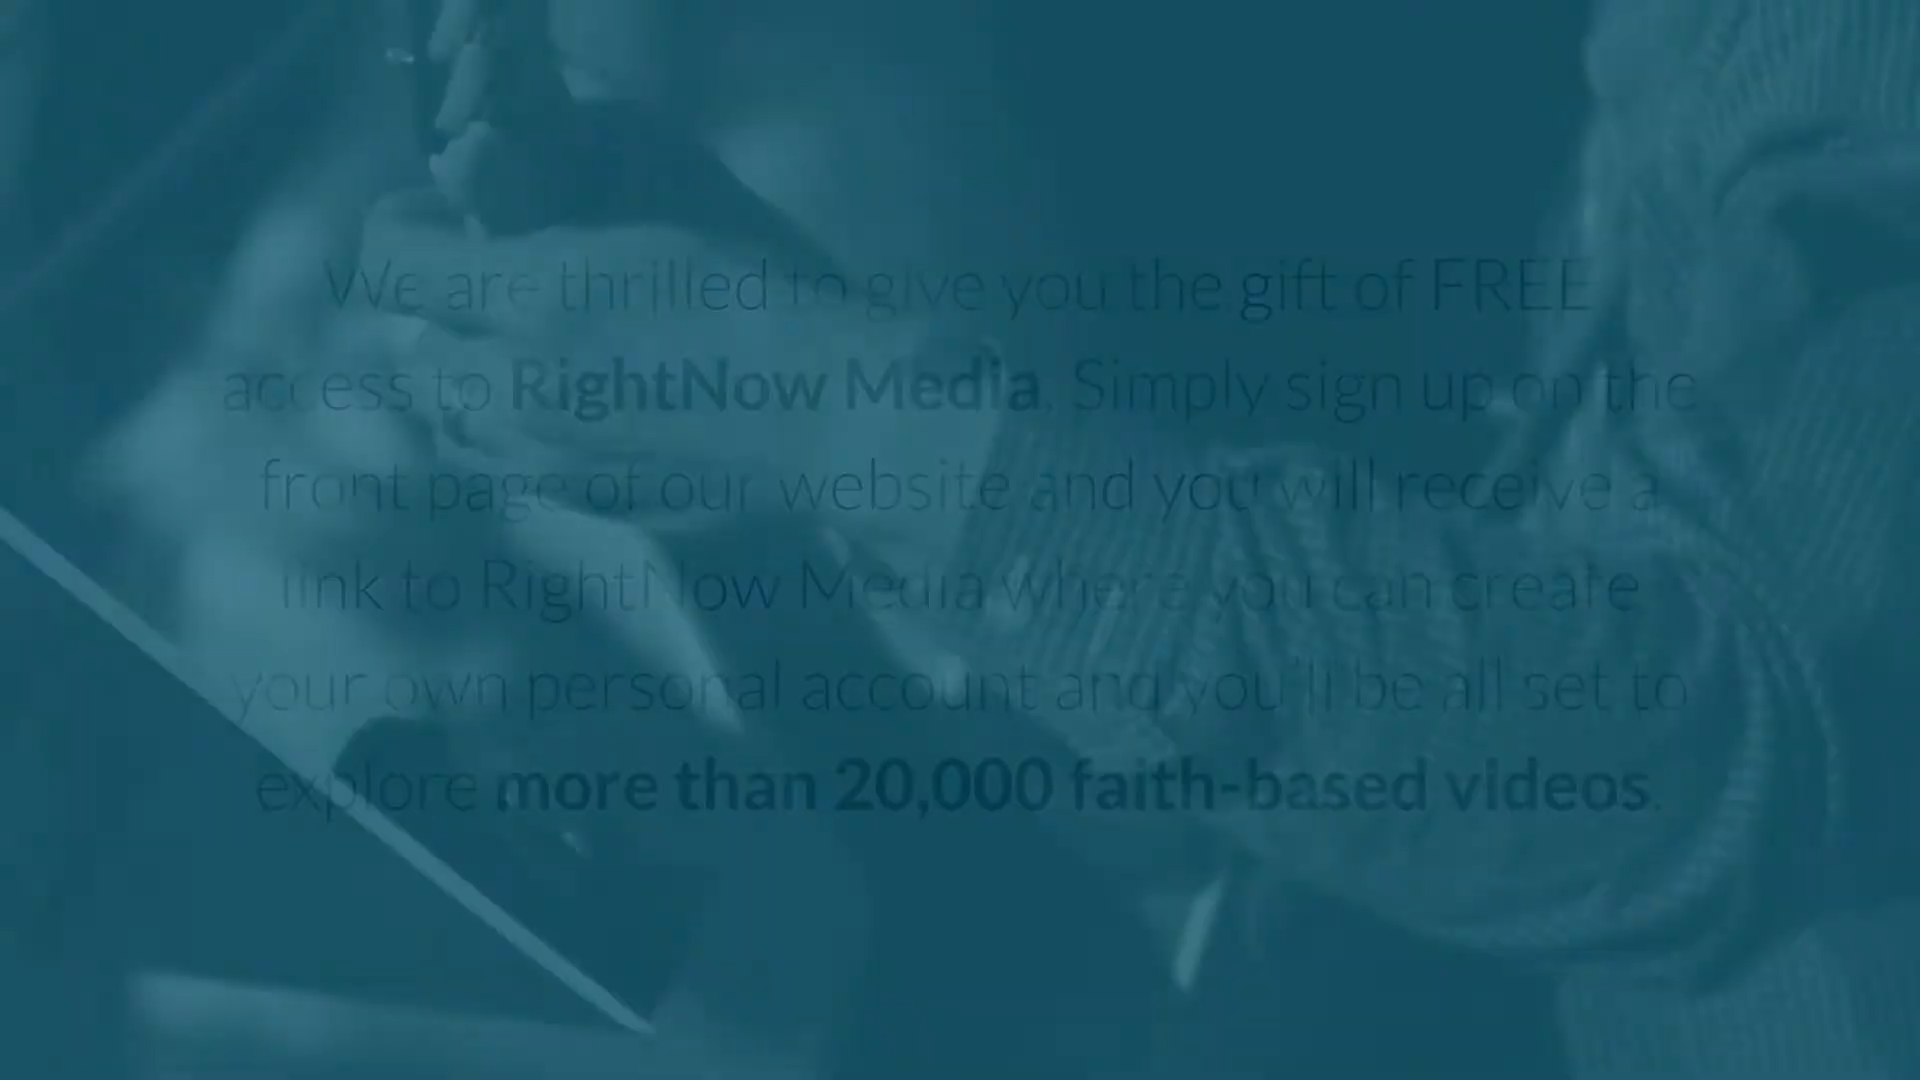 We are thrilled to give you the gift of FREE
access to RightNow Media. Simply sign up on the
front page of our website and you will receive a
link to RightNow Media where you can create
your own personal account and you'll be all set to
explore more than 20,000 faith-based videos.